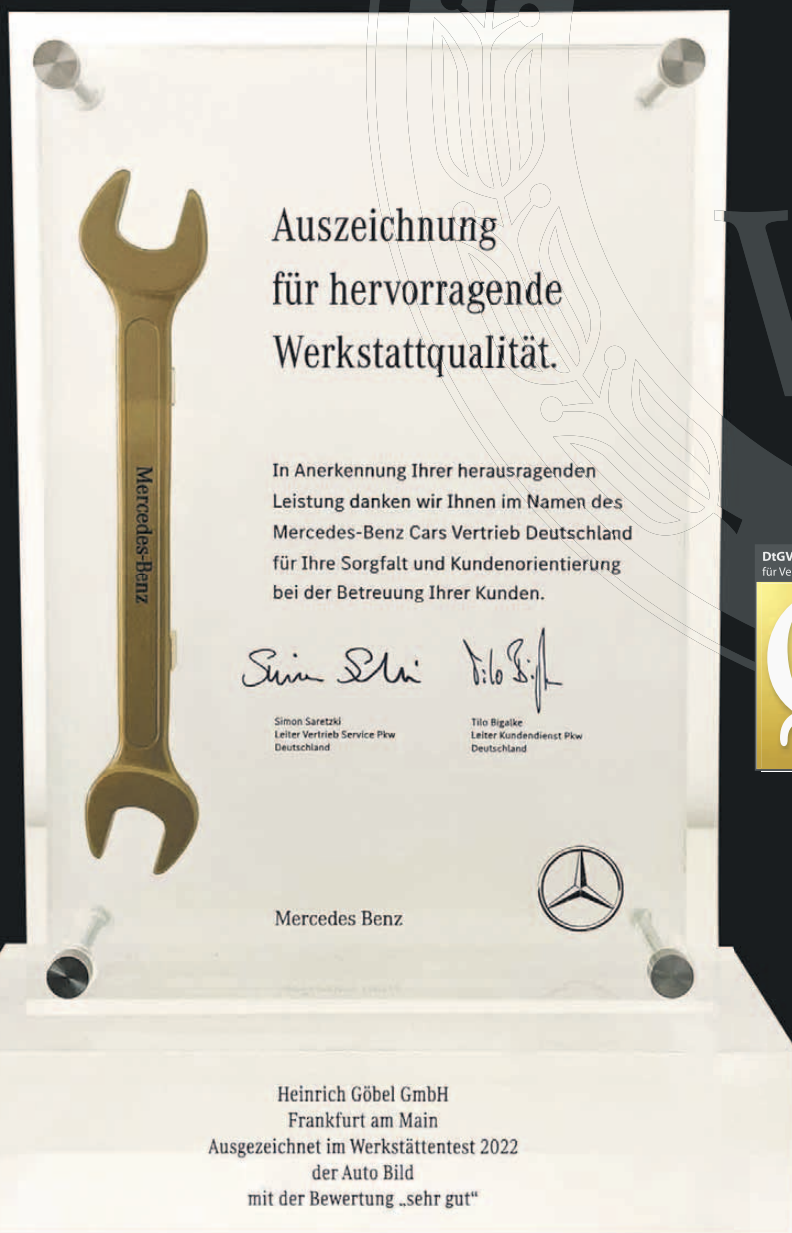 Auszeichnung
für hervorragende
Werkstattqualität.
Mercedes-Benz
In Anerkennung Ihrer herausragenden
Leistung danken wir Ihnen im Namen des
Mercedes-Benz Cars Vertrieb Deutschland
für Ihre Sorgfalt und Kundenorientierung
bei der Betreuung Ihrer Kunden.
Simon Saretzki
Leiter Vertrieb Service Pkw
Deutschland
Tilo Bigalke
Leiter Kundendienst Pkw
Deutschland
Mercedes Benz
Heinrich Göbel GmbH
Frankfurt am Main
Ausgezeichnet im Werkstättentest 2022
der Auto Bild
mit der Bewertung „sehr gut“
DtGV
für Ve